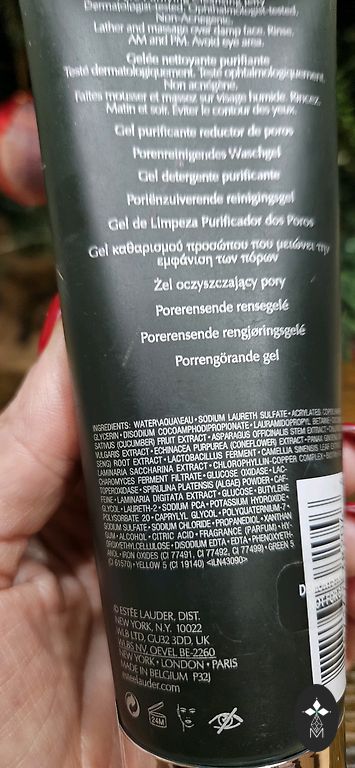 Dermatologist-tested. Ophthalmologist-tested.
Non-Acnegenic.
Lather and massage over damp face. Rinse.
AM and PM. Avoid eye area.
Gelée nettoyante purifiante
Testé dermatologiquement. Testé ophtalmologiquement.
Non acnégène.
Faites mousser et massez sur visage humide. Rincez.
Matin et soir. Éviter le contour des yeux.
Gel purificante reductor de poros
Porenreinigendes Waschgel
Gel detergente purificante
Poriënzuiverende reinigingsgel
Gel de Limpeza Purificador dos Poros
Gel καθαρισμού προσώπου που μειώνει την
εμφάνιση των πόρων
Żel oczyszczający pory
Porerensende rensegelé
Porerensende rengjøringsgelé
Porrengörande gel
INGREDIENTS: WATER\AQUA\EAU • SODIUM LAURETH SULFATE • ACRYLATES
GLYCERIN • DISODIUM COCOAMPHODIPROPIONATE • LAURAMIDOPROPYL BETAINE •
SATIVUS (CUCUMBER) FRUIT EXTRACT • ASPARAGUS OFFICINALIS STEM EXTRACT •
VULGARIS EXTRACT • ECHINACEA PURPUREA (CONEFLOWER) EXTRACT • PANAX
SENG) ROOT EXTRACT • LACTOBACILLUS FERMENT • CAMELLIA SINENSIS LEAF
LAMINARIA SACCHARINA EXTRACT • CHLOROPHYLLIN-COPPER COMPLEX •
CHAROMYCES FERMENT FILTRATE • GLUCOSE OXIDASE • LAC-
TOPEROXIDASE • SPIRULINA PLATENSIS (ALGAE) POWDER • CAF-
FEINE • LAMINARIA DIGITATA EXTRACT • GLUCOSE • BUTYLENE
GLYCOL • LAURETH-2 • SODIUM PCA • POTASSIUM HYDROXIDE •
POLYSORBATE 20 • CAPRYLYL GLYCOL • POLYQUATERNIUM-7 •
SODIUM SULFATE • SODIUM CHLORIDE • PROPANEDIOL • XANTHAN
GUM • ALCOHOL • CITRIC ACID • FRAGRANCE (PARFUM) • HY-
DROXYETHYLCELLULOSE • DISODIUM EDTA • EDTA • PHENOXYETH-
ANOL • IRON OXIDES (CI 77491, CI 77492, CI 77499) • GREEN 5
(CI 61570) • YELLOW 5 (CI 19140) <ILN43090>
© ESTÉE LAUDER, DIST.
NEW YORK, N.Y. 10022
WLB LTD, GU32 3DD, UK
WLBS NV, OEVEL BE-2260
NEW YORK • LONDON • PARIS
MADE IN BELGIUM P32J
esteelauder.com
24M
M